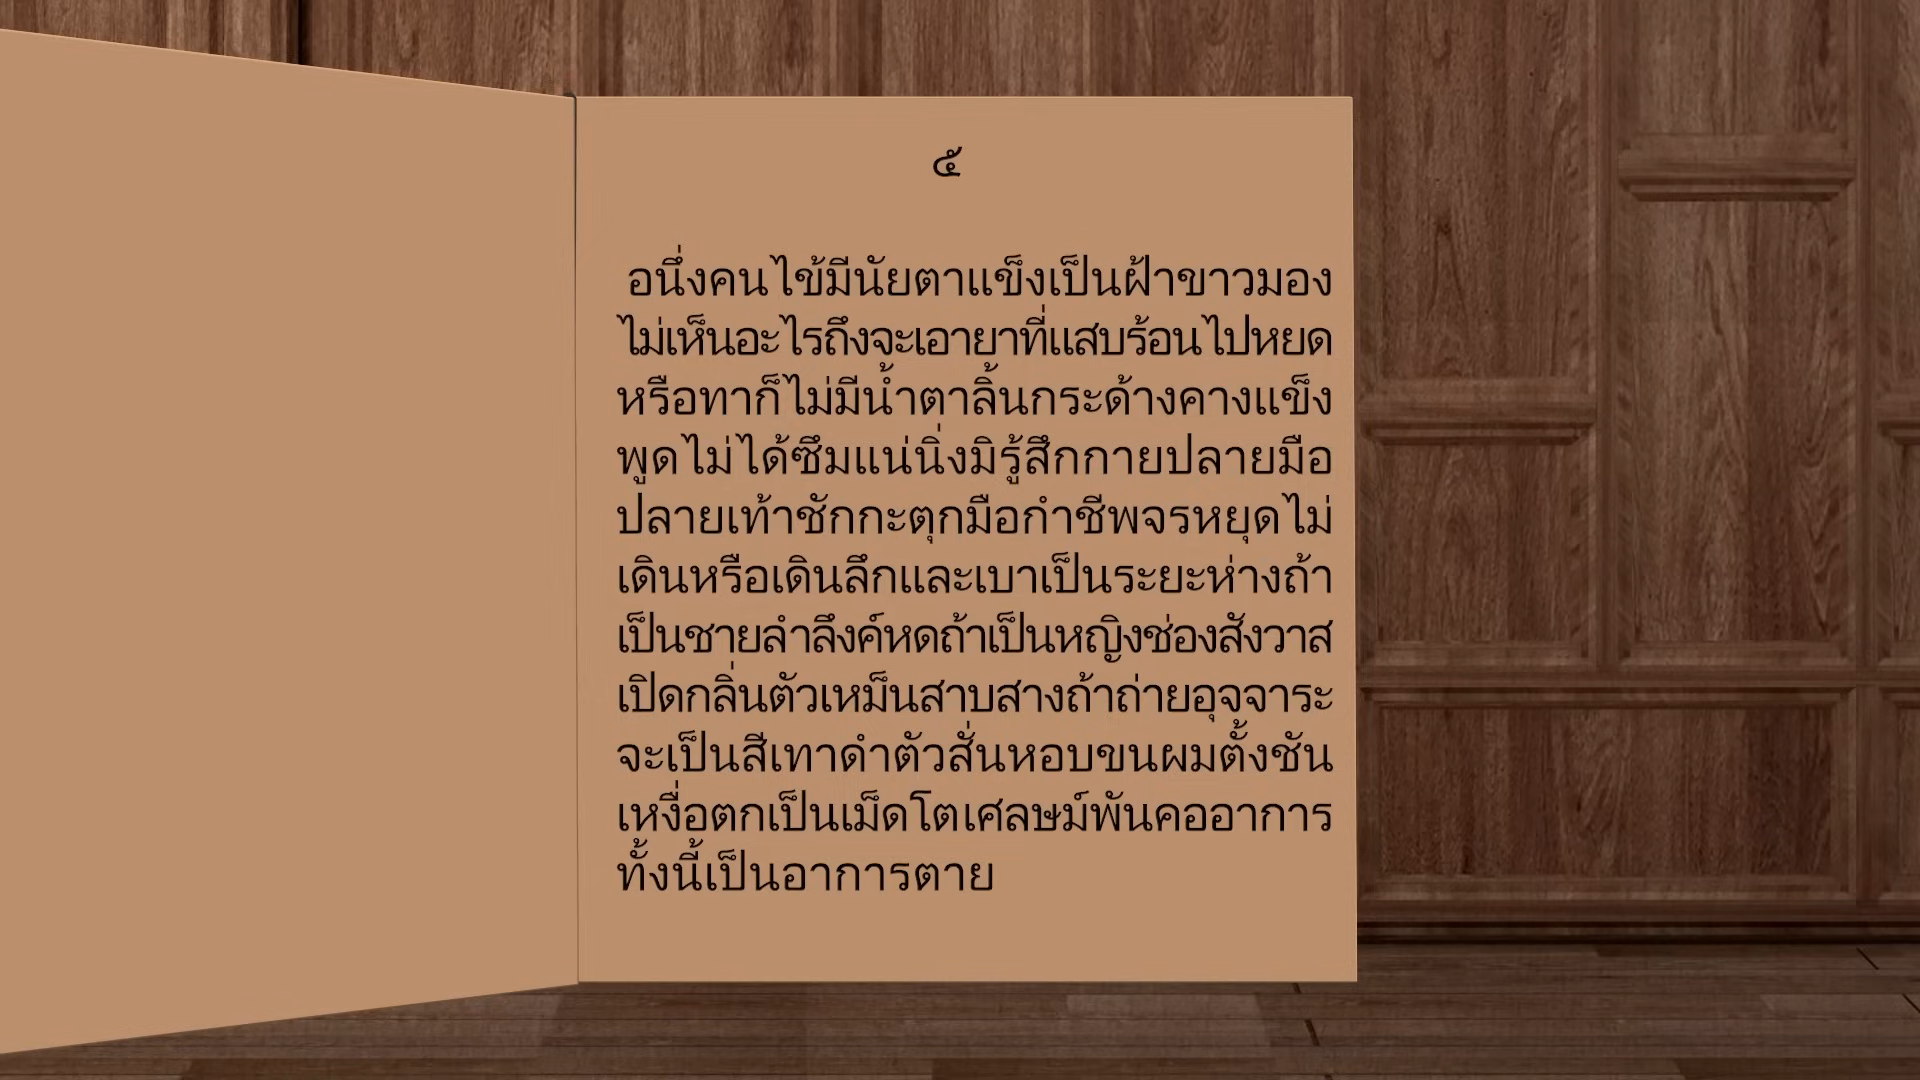 ๕
อนึ่งคนไข้มีนัยตาแข็งเป็นฝ้าขาวมอง
ไม่เห็นอะไรถึงจะเอายาที่แสบร้อนไปหยด
หรือทาก็ไม่มีน้ำตาลิ้นกระด้างคางแข็ง
พูดไม่ได้ซึมแน่นิ่งมิรู้สึกกายปลายมือ
ปลายเท้าชักกะตุกมือกำชีพจรหยุดไม่
เดินหรือเดินลึกและเบาเป็นระยะห่างถ้า
เป็นชายลำลึงค์หดถ้าเป็นหญิงช่องสังวาส
เปิดกลิ่นตัวเหม็นสาบสางถ้าถ่ายอุจจาระ
จะเป็นสีเทาดำตัวสั่นหอบขนผมตั้งชัน
เหงื่อตกเป็นเม็ดโตเศลษม์พันคออาการ
ทั้งนี้เป็นอาการตาย